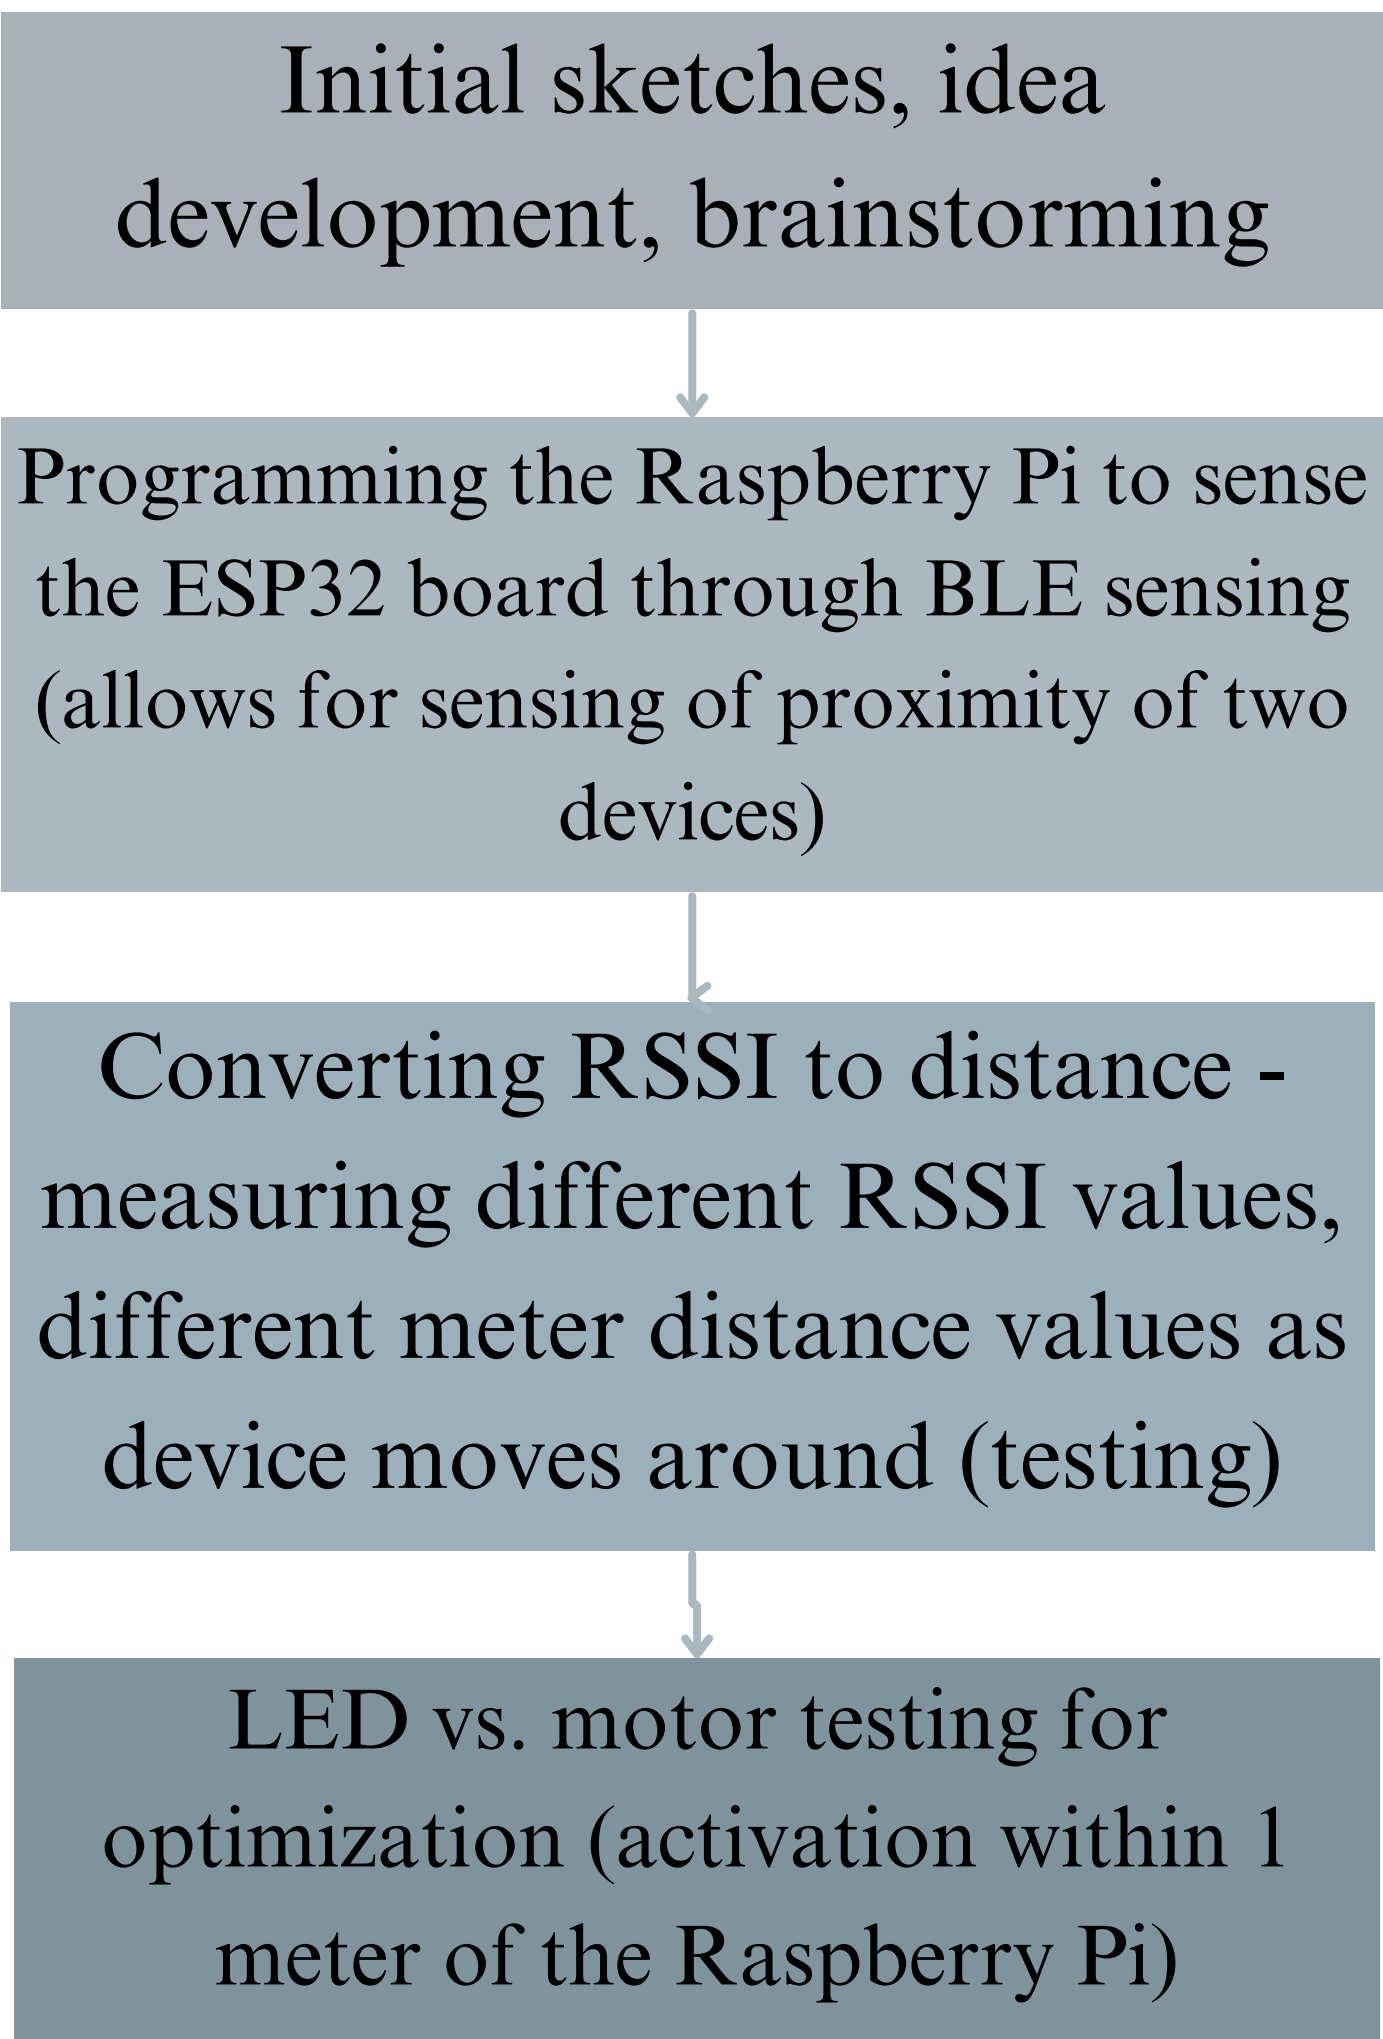 Initial sketches, idea
development, brainstorming
Programming the Raspberry Pi to sense
the ESP32 board through BLE sensing
(allows for sensing of proximity of two
devices)
Converting RSSI to distance -
measuring different RSSI values,
different meter distance values as
device moves around (testing)
LED vs. motor testing for
optimization (activation within 1
meter of the Raspberry Pi)